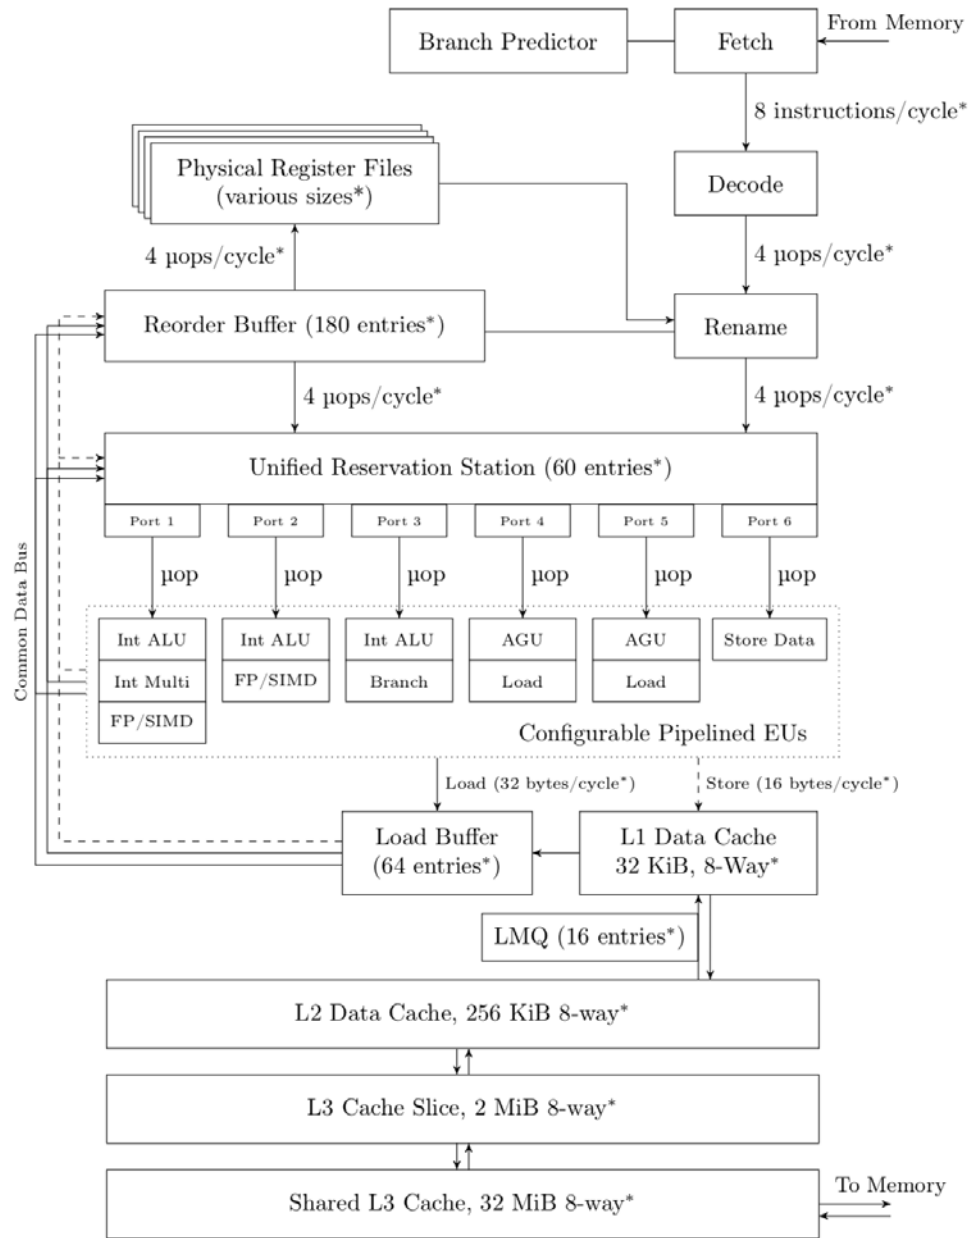 From Memory
Branch Predictor
Fetch
8 instructions/cycle*
Physical Register Files
(various sizes*)
Decode
4 µops/cycle*
4 µops/cycle*
Reorder Buffer (180 entries*)
Rename
4 µops/cycle*
4 µops/cycle*
Unified Reservation Station (60 entries*)
Port 1
Port 2
Port 3
Port 4
Port 5
Port 6
µop
µop
µop
µop
µop
µop
Common Data Bus
Int ALU
Int Multi
FP/SIMD
Int ALU
FP/SIMD
Int ALU
Branch
AGU
Load
AGU
Load
Store Data
Configurable Pipelined EUs
Load (32 bytes/cycle*)
Store (16 bytes/cycle*)
Load Buffer
(64 entries*)
L1 Data Cache
32 KiB, 8-Way*
LMQ (16 entries*)
L2 Data Cache, 256 KiB 8-way*
L3 Cache Slice, 2 MiB 8-way*
Shared L3 Cache, 32 MiB 8-way*
To Memory